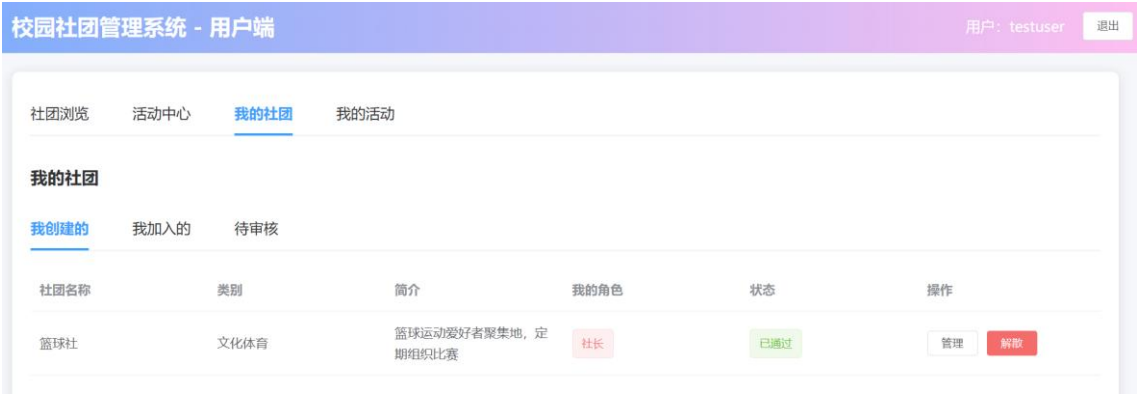 校园社团管理系统 - 用户端
用户：testuser 退出
社团浏览 活动中心 我的社团 我的活动
我的社团
我创建的 我加入的 待审核
社团名称 类别 简介 我的角色 状态 操作
篮球社 文化体育 篮球运动爱好者聚集地，定 社长 已通过 管理 解散
期组织比赛